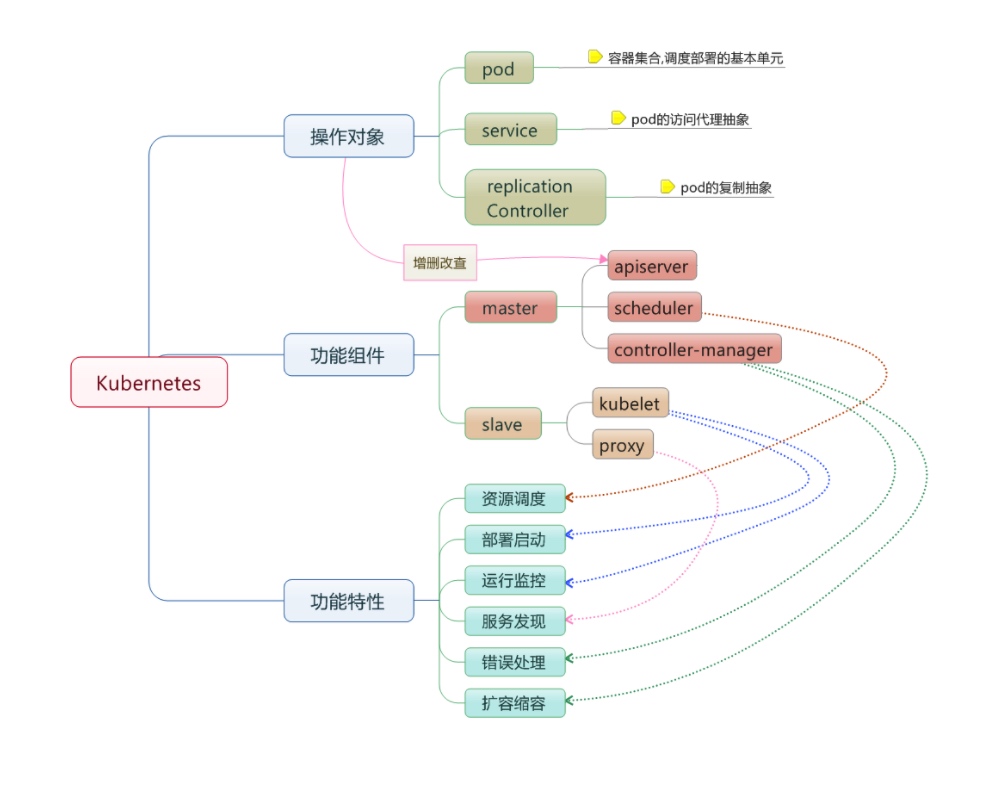 pod
容器集合,调度部署的基本单元
service
pod的访问代理抽象
操作对象
replication
Controller
pod的复制抽象
增删改查
apiserver
master
scheduler
controller-manager
功能组件
Kubernetes
kubelet
slave
proxy
资源调度
部署启动
运行监控
功能特性
服务发现
错误处理
扩容缩容